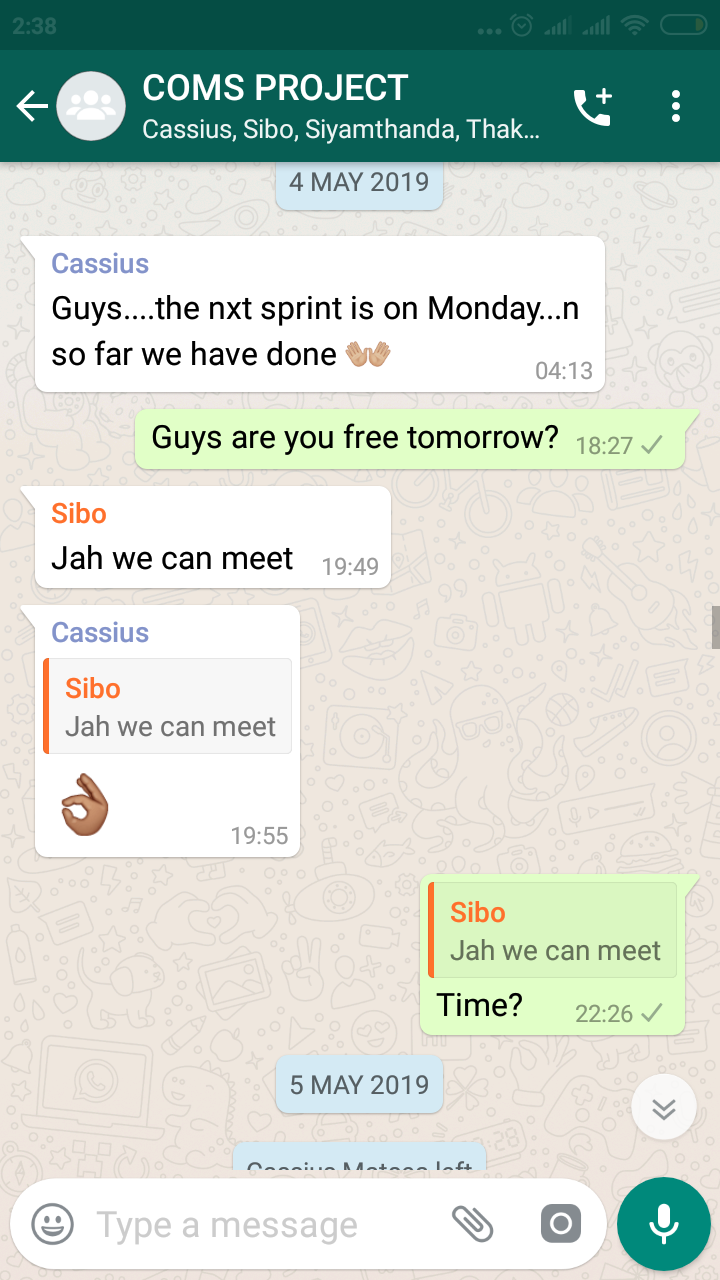 2:38
COMS PROJECT
Cassius, Sibo, Siyamthanda, Thak...
4 MAY 2019
Cassius
Guys....the nxt sprint is on Monday...n
so far we have done
04:13
Guys are you free tomorrow? 18:27
Sibo
Jah we can meet 19:49
Cassius
Sibo
Jah we can meet
19:55
Sibo
Jah we can meet
Time? 22:26
5 MAY 2019
Cassius Matsea left
Type a message